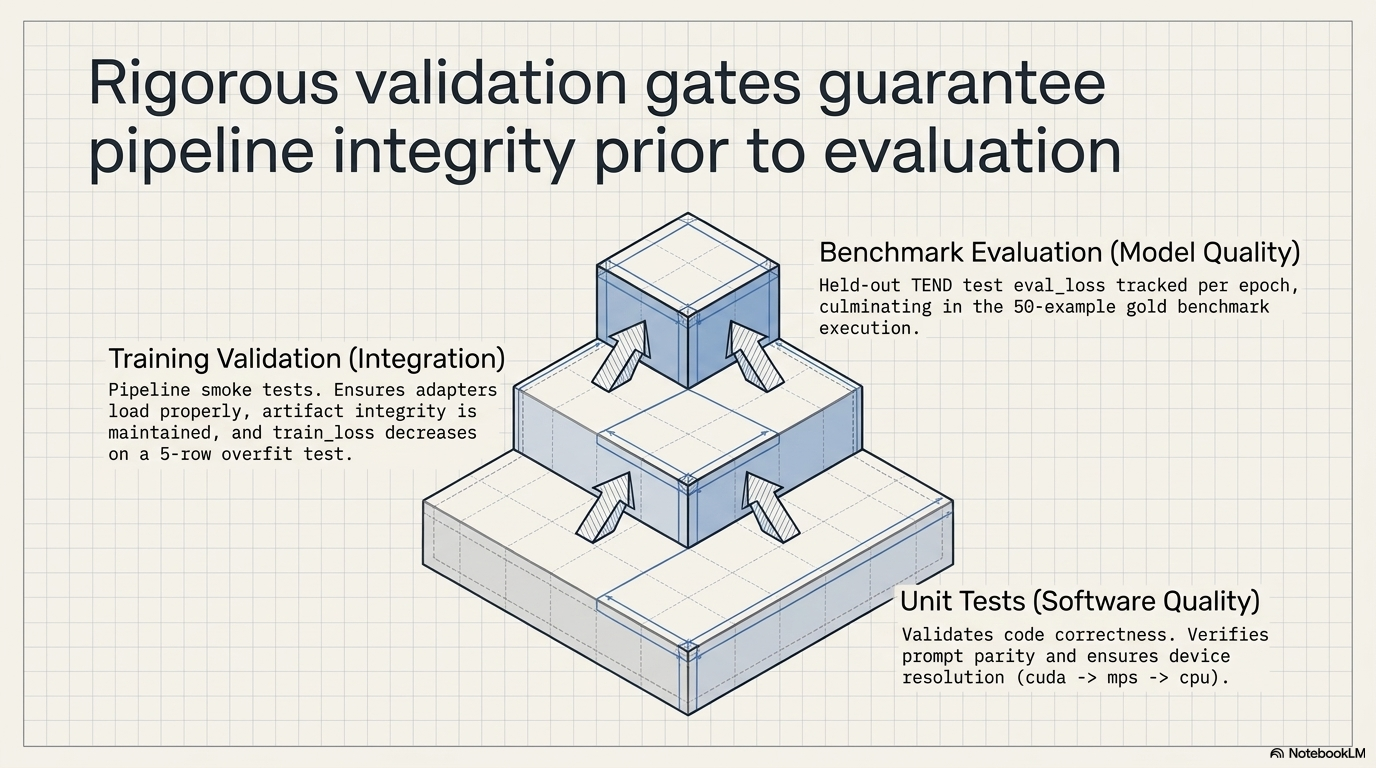 Rigorous validation gates guarantee
pipeline integrity prior to evaluation
Benchmark Evaluation (Model Quality)
Held-out TEND test eval_loss tracked per epoch,
culminating in the 50-example gold benchmark
execution.
Training Validation (Integration)
Pipeline smoke tests. Ensures adapters
load properly, artifact integrity is
maintained, and train_loss decreases
on a 5-row overfit test.
Unit Tests (Software Quality)
Validates code correctness. Verifies
prompt parity and ensures device
resolution (cuda -> mps -> cpu).
NotebookLM